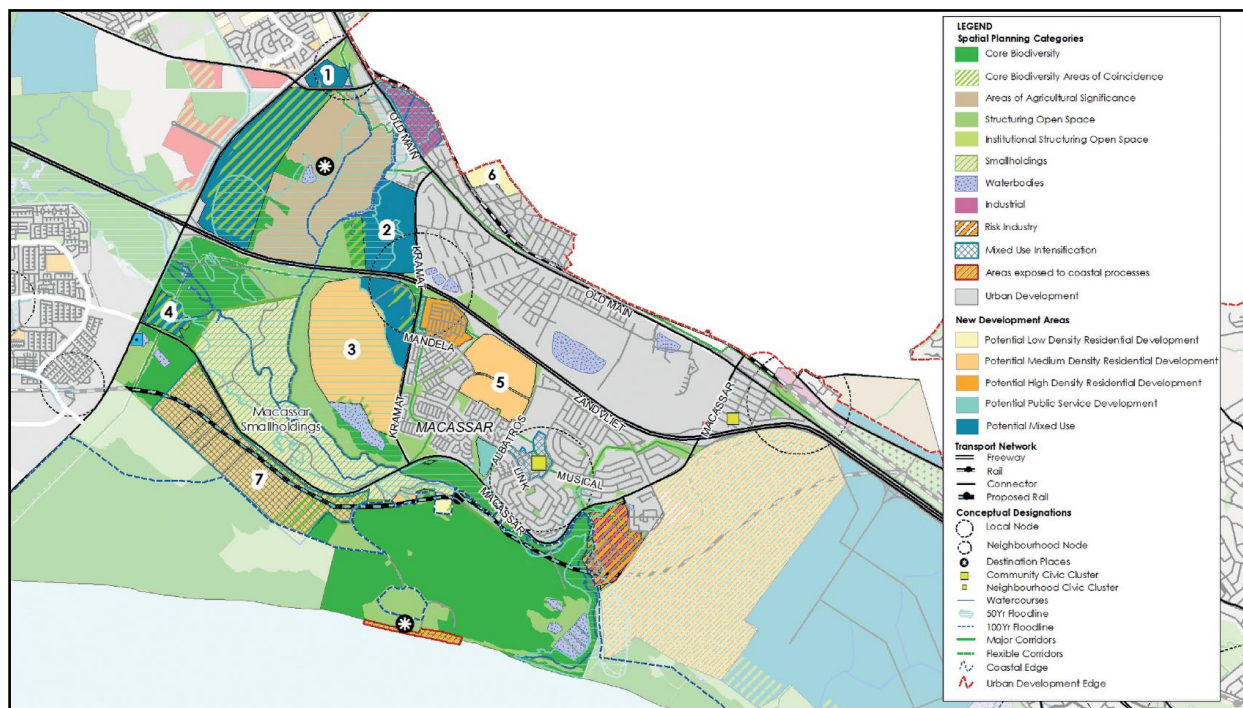 1
OLD MAIN
6
2
KRAMAT
4
3
OLD MAIN
MANDELA
5
Macassar
Smallholdings
KRAMAT
MACASSAR
ZANDVLIET
MACASSAR
ALBATROS
LINK
MUSICAL
7
MACASSAR
LEGEND
Spatial Planning Categories
Core Biodiversity
Core Biodiversity Areas of Coincidence
Areas of Agricultural Significance
Structuring Open Space
Institutional Structuring Open Space
Smallholdings
Waterbodies
Industrial
Risk Industry
Mixed Use Intensification
Areas exposed to coastal processes
Urban Development
New Development Areas
Potential Low Density Residential Development
Potential Medium Density Residential Development
Potential High Density Residential Development
Potential Public Service Development
Potential Mixed Use
Transport Network
Freeway
Rail
Connector
Proposed Rail
Conceptual Designations
Local Node
Neighbourhood Node
Destination Places
Community Civic Cluster
Neighbourhood Civic Cluster
Watercourses
50Yr Floodline
100Yr Floodline
Major Corridors
Flexible Corridors
Coastal Edge
Urban Development Edge